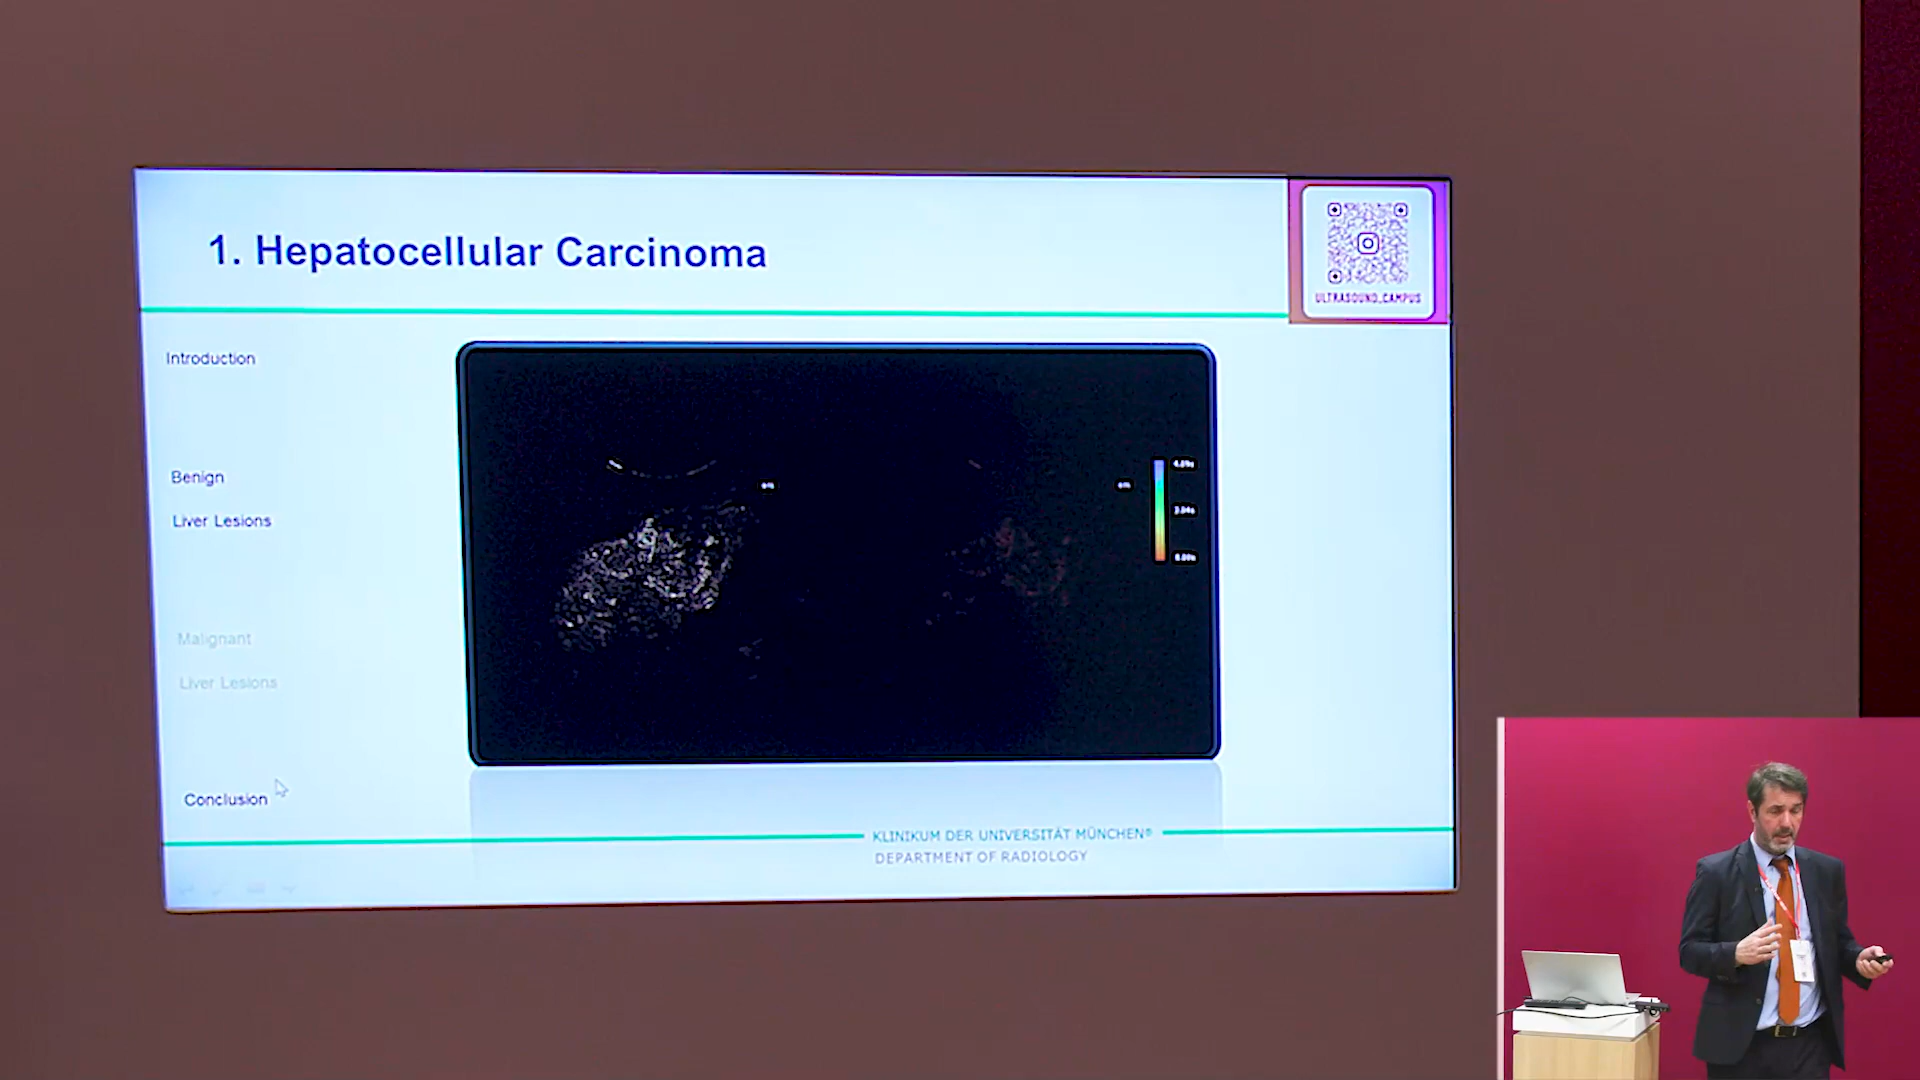 1. Hepatocellular Carcinoma
ULTRASOUND_CAMPUS
Introduction
Benign
Liver Lesions
Malignant
Liver Lesions
Conclusion
KLINIKUM DER UNIVERSITÄT MÜNCHEN®
DEPARTMENT OF RADIOLOGY